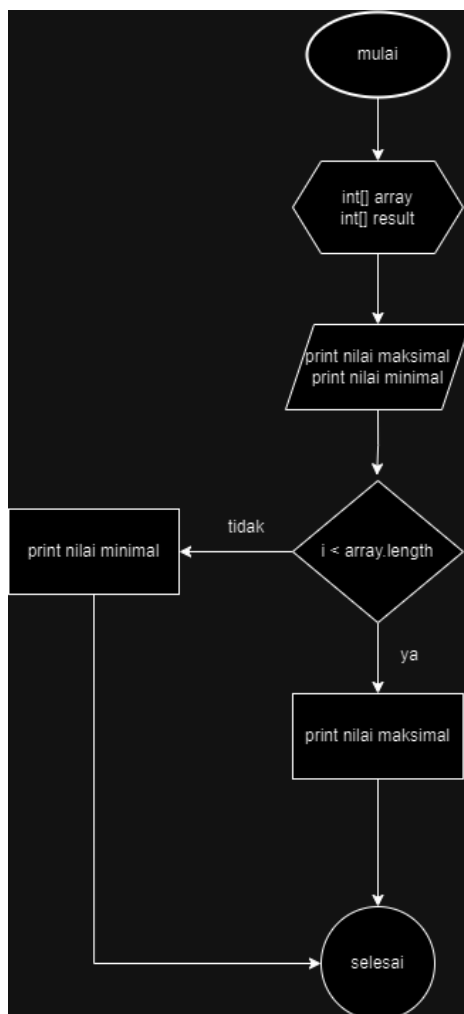 mulai
int[] array
int[] result
print nilai maksimal
print nilai minimal
i < array.length
tidak
print nilai minimal
ya
print nilai maksimal
selesai